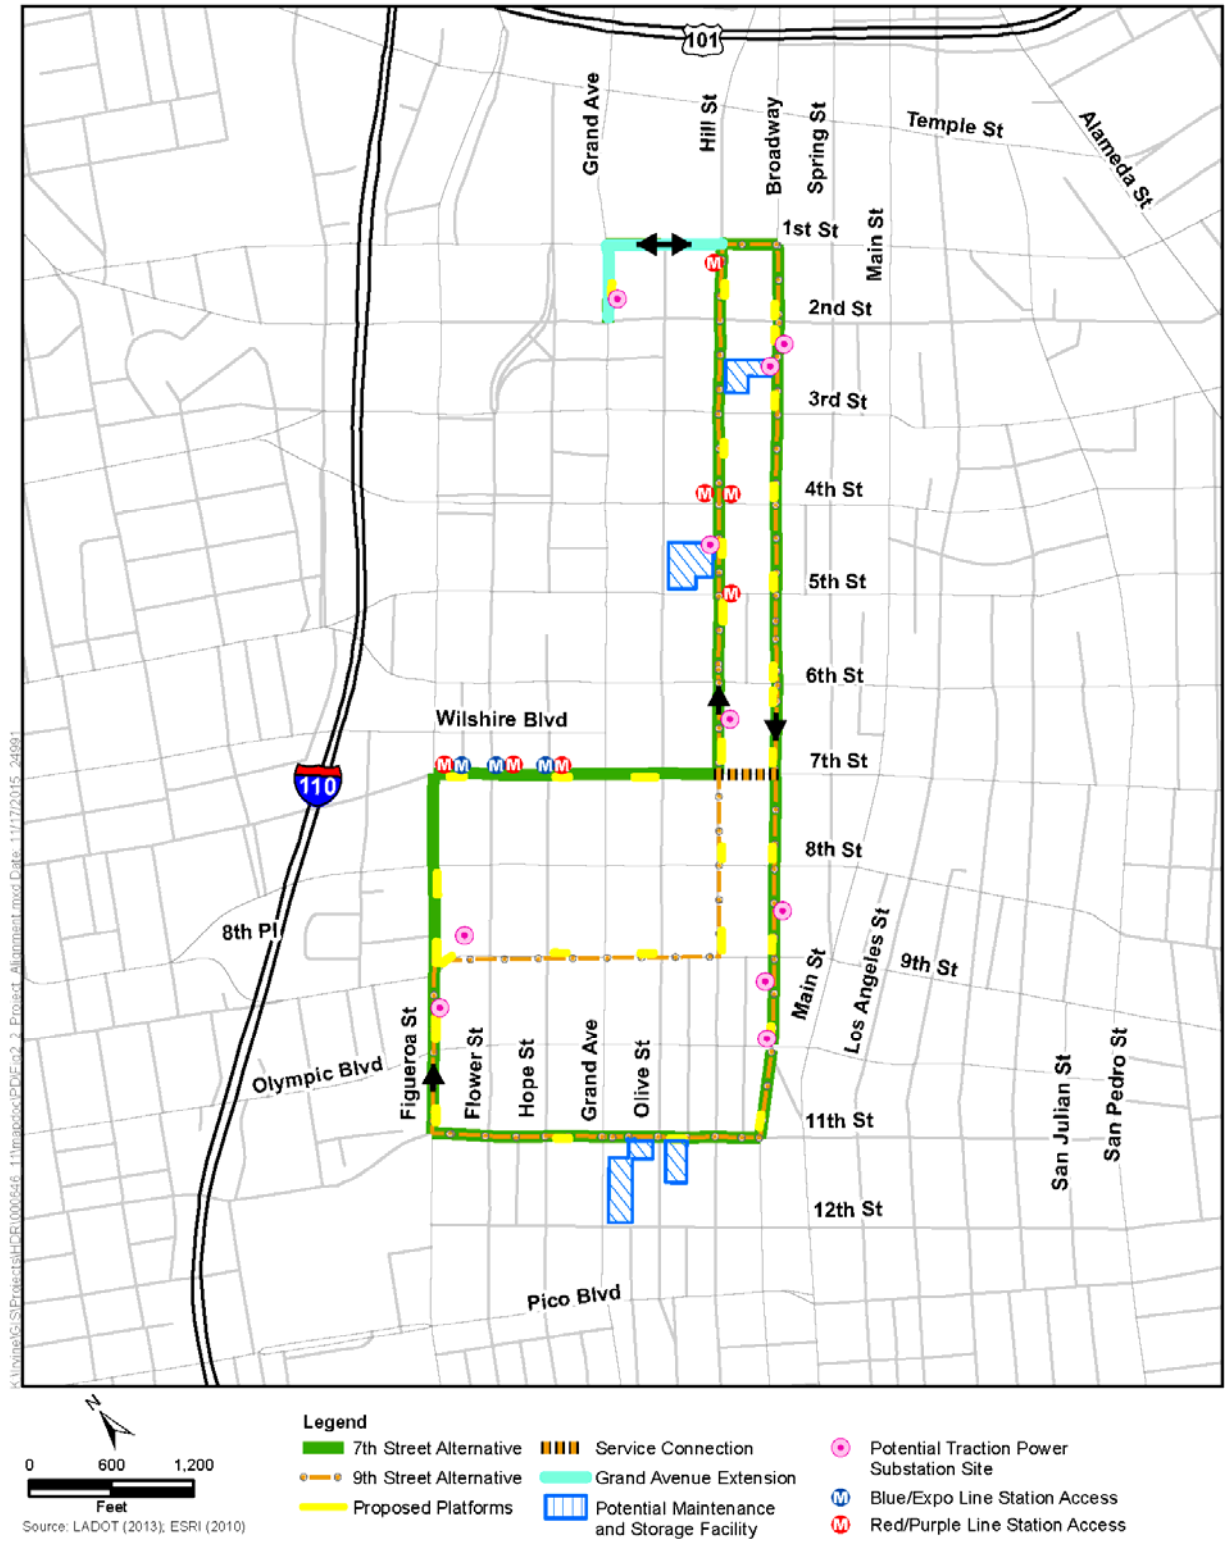 101
Grand Ave
Hill St
Broadway
Spring St
Temple St
Alameda St
1st St
Main St
2nd St
3rd St
4th St
5th St
6th St
Wilshire Blvd
7th St
110
8th St
8th Pl
Main St
Los Angeles St
9th St
Olympic Blvd
Figueroa St
Flower St
Hope St
Grand Ave
Olive St
11th St
San Julian St
San Pedro St
12th St
Pico Blvd
M
M
M
M
M
M
M
M
M
M
N
0 600 1,200
Feet
Source: LADOT (2013); ESRI (2010)
Legend
7th Street Alternative
9th Street Alternative
Proposed Platforms
Service Connection
Grand Avenue Extension
Potential Maintenance
and Storage Facility
Potential Traction Power
Substation Site
M Blue/Expo Line Station Access
M Red/Purple Line Station Access